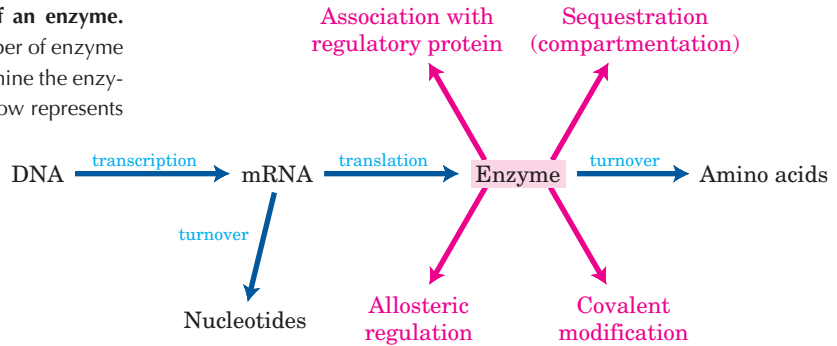 f an enzyme.
ber of enzyme
mine the enzy-
ow represents
Association with
regulatory protein
Sequestration
(compartmentation)
DNA
transcription
mRNA
translation
Enzyme
turnover
Amino acids
turnover
Nucleotides
Allosteric
regulation
Covalent
modification